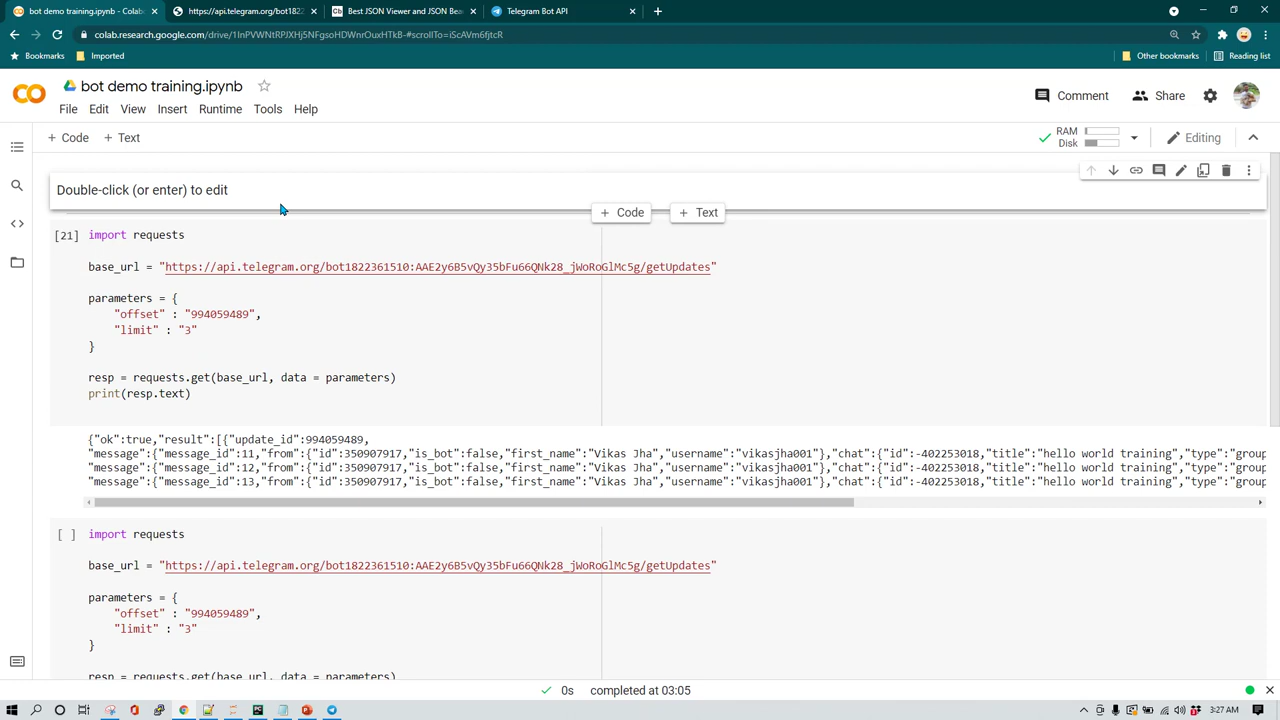 bot demo training.ipynb - Colab
https://api.telegram.org/bot1822
Best JSON Viewer and JSON Bea
Telegram Bot API
colab.research.google.com/drive/1lnPVWNtRPJXHj5NFgsoHDWnrOuxHTkB-#scrollTo=iScAVm6fjtcR
Bookmarks
Imported
Other bookmarks
Reading list
bot demo training.ipynb
File Edit View Insert Runtime Tools Help
Comment
Share
+ Code + Text
RAM
Disk
Editing
Double-click (or enter) to edit
+ Code + Text
[21] import requests
base_url = "https://api.telegram.org/bot1822361510:AAE2y6B5vQy35bFu66QNk28_jWoRoGlMc5g/getUpdates"
parameters = {
"offset" : "994059489",
"limit" : "3"
}
resp = requests.get(base_url, data = parameters)
print(resp.text)
{"ok":true,"result":[{"update_id":994059489,
"message":{"message_id":11,"from":{"id":350907917,"is_bot":false,"first_name":"Vikas Jha","username":"vikasjha001"},"chat":{"id":-402253018,"title":"hello world training","type":"group
"message":{"message_id":12,"from":{"id":350907917,"is_bot":false,"first_name":"Vikas Jha","username":"vikasjha001"},"chat":{"id":-402253018,"title":"hello world training","type":"group
"message":{"message_id":13,"from":{"id":350907917,"is_bot":false,"first_name":"Vikas Jha","username":"vikasjha001"},"chat":{"id":-402253018,"title":"hello world training","type":"group
[ ] import requests
base_url = "https://api.telegram.org/bot1822361510:AAE2y6B5vQy35bFu66QNk28_jWoRoGlMc5g/getUpdates"
parameters = {
"offset" : "994059489",
"limit" : "3"
}
resp = requests.get(base_url, data = parameters)
0s completed at 03:05
3:27 AM